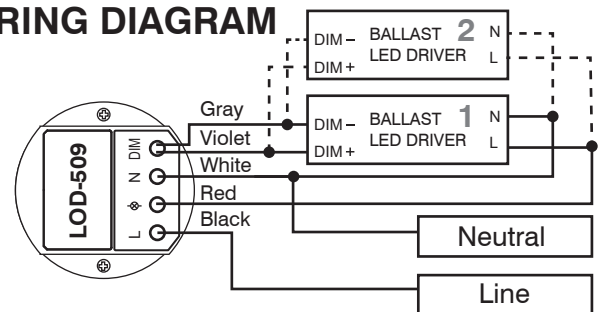 RING DIAGRAM
DIM – BALLAST 2 N
LED DRIVER L
DIM +
Gray
DIM – BALLAST 1 N
Violet
LED DRIVER L
DIM +
White
Red
Black
LOD-509
DIM
N
L
Neutral
Line